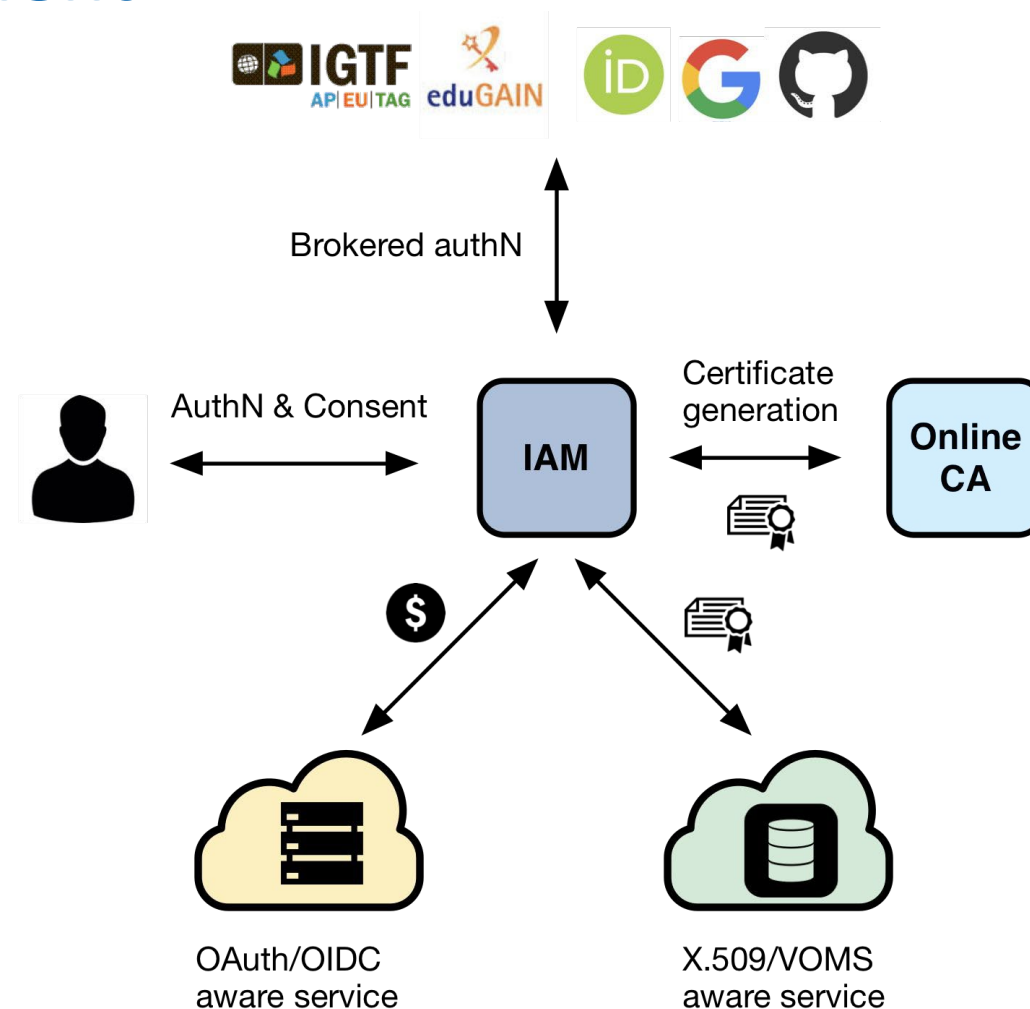 IGTF
AP|EU|TAG
eduGAIN
iD
G
Brokered authN
AuthN & Consent
IAM
Certificate
generation
Online
CA
$
OAuth/OIDC
aware service
X.509/VOMS
aware service